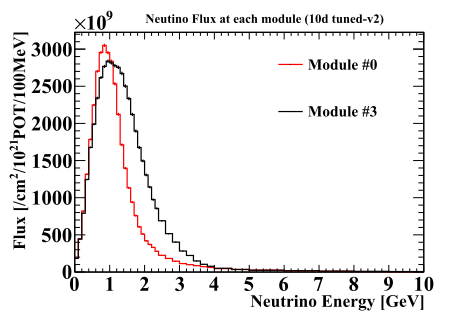 ×10⁹ Neutino Flux at each module (10d tuned-v2)
Flux [/cm²/10²¹POT/100MeV]
3000
2500
2000
1500
1000
500
0
Module #0
Module #3
0 1 2 3 4 5 6 7 8 9 10
Neutrino Energy [GeV]